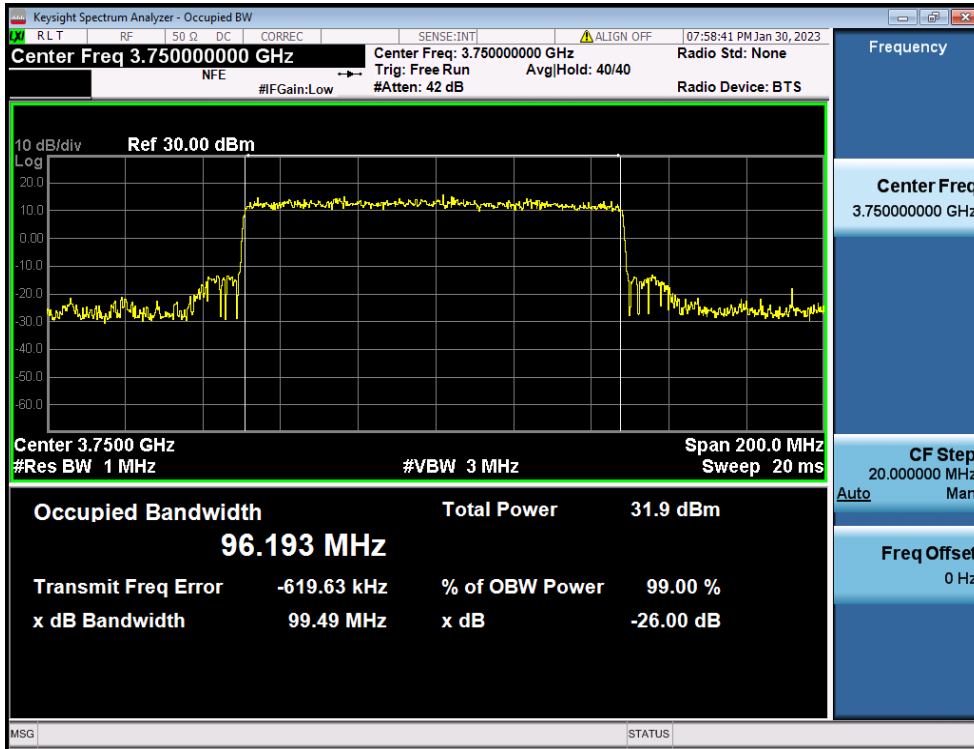 Keysight Spectrum Analyzer - Occupied BW
LXI RLT RF 50 Ω DC CORREC SENSE:INT ALIGN OFF 07:58:41 PM Jan 30, 2023
Center Freq 3.750000000 GHz
NFE
#IFGain:Low
Center Freq: 3.750000000 GHz
Trig: Free Run Avg|Hold: 40/40
#Atten: 42 dB
Radio Std: None
Radio Device: BTS
10 dB/div Ref 30.00 dBm
Log
20.0
10.0
0.00
-10.0
-20.0
-30.0
-40.0
-50.0
-60.0
Center 3.7500 GHz Span 200.0 MHz
#Res BW 1 MHz #VBW 3 MHz Sweep 20 ms
Occupied Bandwidth Total Power 31.9 dBm
96.193 MHz
Transmit Freq Error -619.63 kHz % of OBW Power 99.00 %
x dB Bandwidth 99.49 MHz x dB -26.00 dB
MSG STATUS
Frequency
Center Freq
3.750000000 GHz
CF Step
20.000000 MHz
Auto Man
Freq Offset
0 Hz